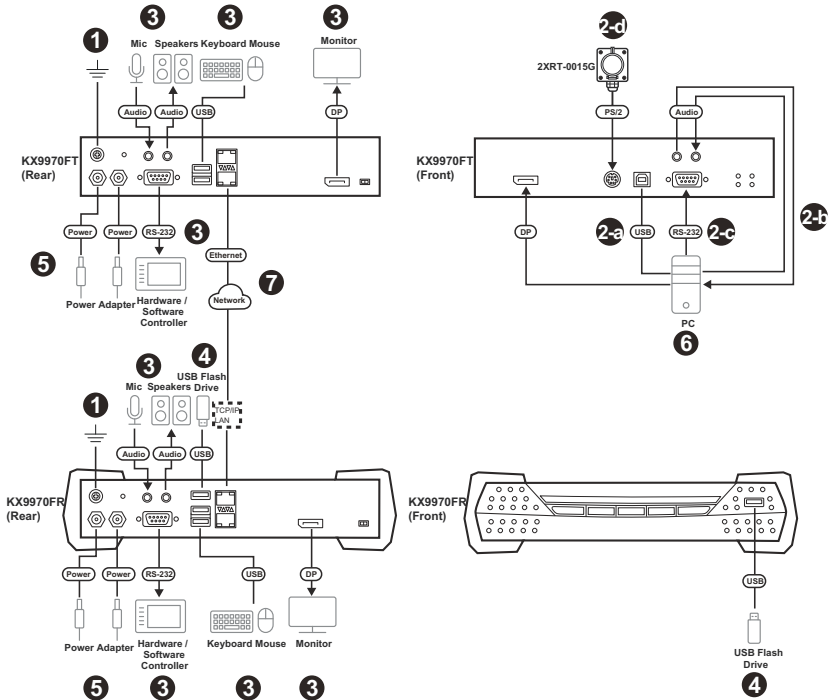 3
3
3
1
Mic
Speakers
Keyboard Mouse
Monitor
Audio
Audio
USB
DP
KX9970FT
(Rear)
Power
Power
RS-232
3
5
Ethernet
Power Adapter
Hardware /
Software
Controller
Network
7
2-d
2XRT-0015G
PS/2
Audio
KX9970FT
(Front)
DP
2-a
USB
RS-232
2-c
2-b
PC
6
3
4
1
Mic
Speakers
USB Flash
Drive
TCP/IP
LAN
Audio
Audio
USB
KX9970FR
(Rear)
Power
Power
RS-232
USB
DP
Power Adapter
Hardware /
Software
Controller
Keyboard Mouse
Monitor
5
3
3
3
KX9970FR
(Front)
USB
USB Flash
Drive
4